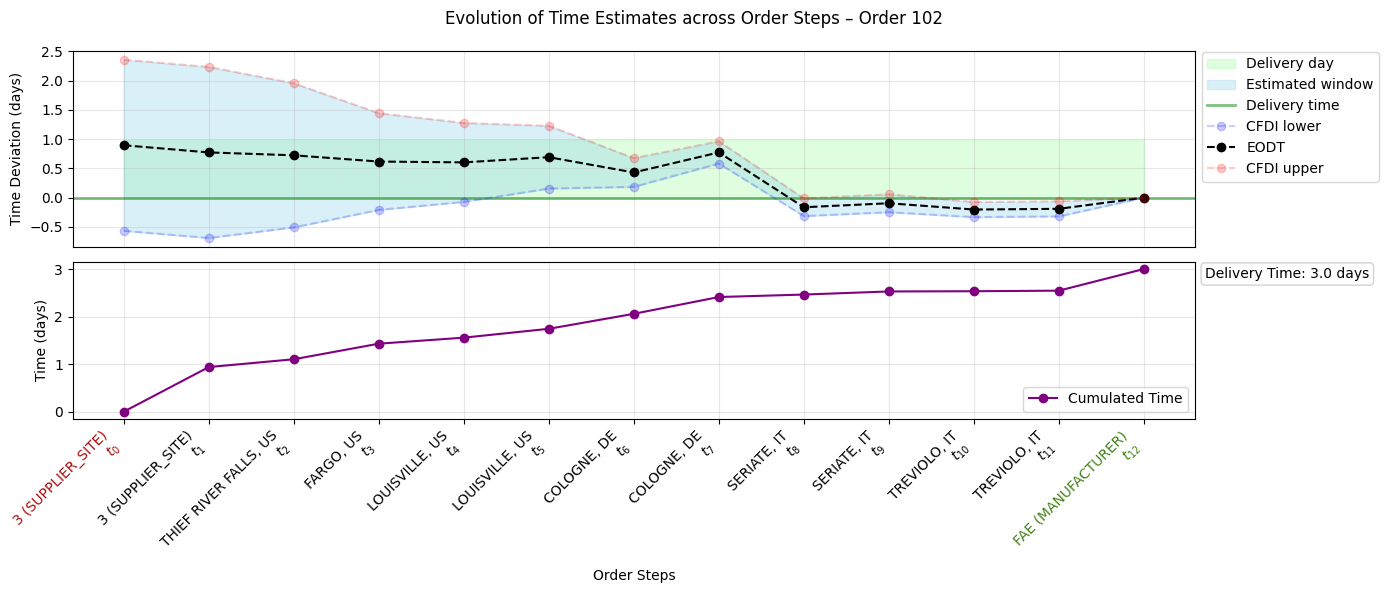 Evolution of Time Estimates across Order Steps – Order 102
Time Deviation (days)
2.5
2.0
1.5
1.0
0.5
0.0
−0.5
Delivery day
Estimated window
Delivery time
CFDI lower
EODT
CFDI upper
Time (days)
3
2
1
0
Delivery Time: 3.0 days
Cumulated Time
3 (SUPPLIER_SITE)
t0
3 (SUPPLIER_SITE)
t1
THIEF RIVER FALLS, US
t2
FARGO, US
t3
LOUISVILLE, US
t4
LOUISVILLE, US
t5
COLOGNE, DE
t6
COLOGNE, DE
t7
SERIATE, IT
t8
SERIATE, IT
t9
TREVIOLO, IT
t10
TREVIOLO, IT
t11
FAE (MANUFACTURER)
t12
Order Steps